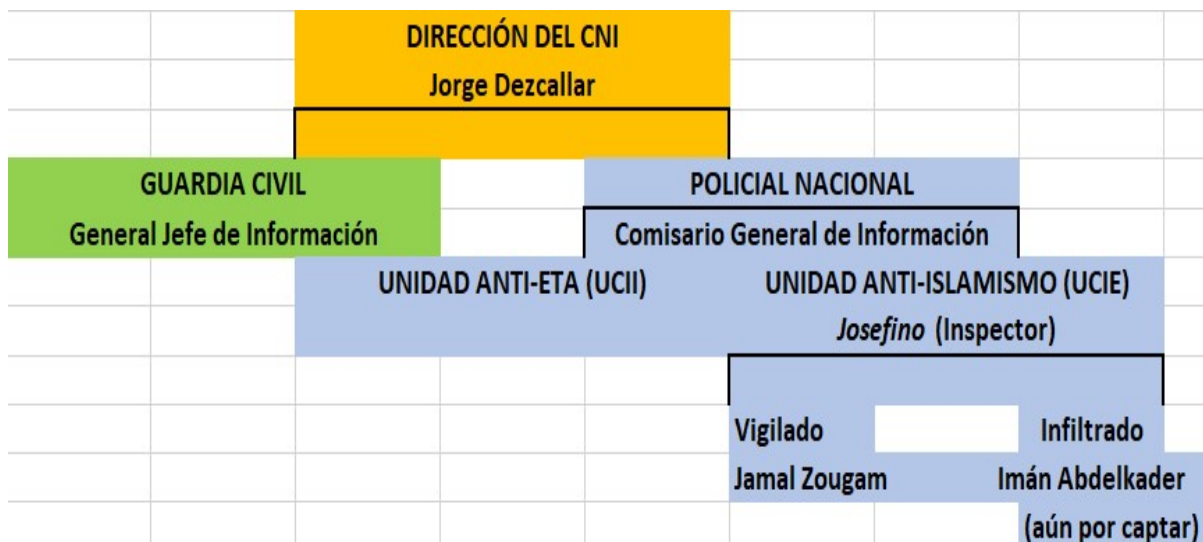 DIRECCIÓN DEL CNI
Jorge Dezcallar
GUARDIA CIVIL
POLICIAL NACIONAL
General Jefe de Información
Comisario General de Información
UNIDAD ANTI-ETA (UCII)
UNIDAD ANTI-ISLAMISMO (UCIE)
Josefino (Inspector)
Vigilado
Infiltrado
Jamal Zougam
Imán Abdelkader
(aún por captar)